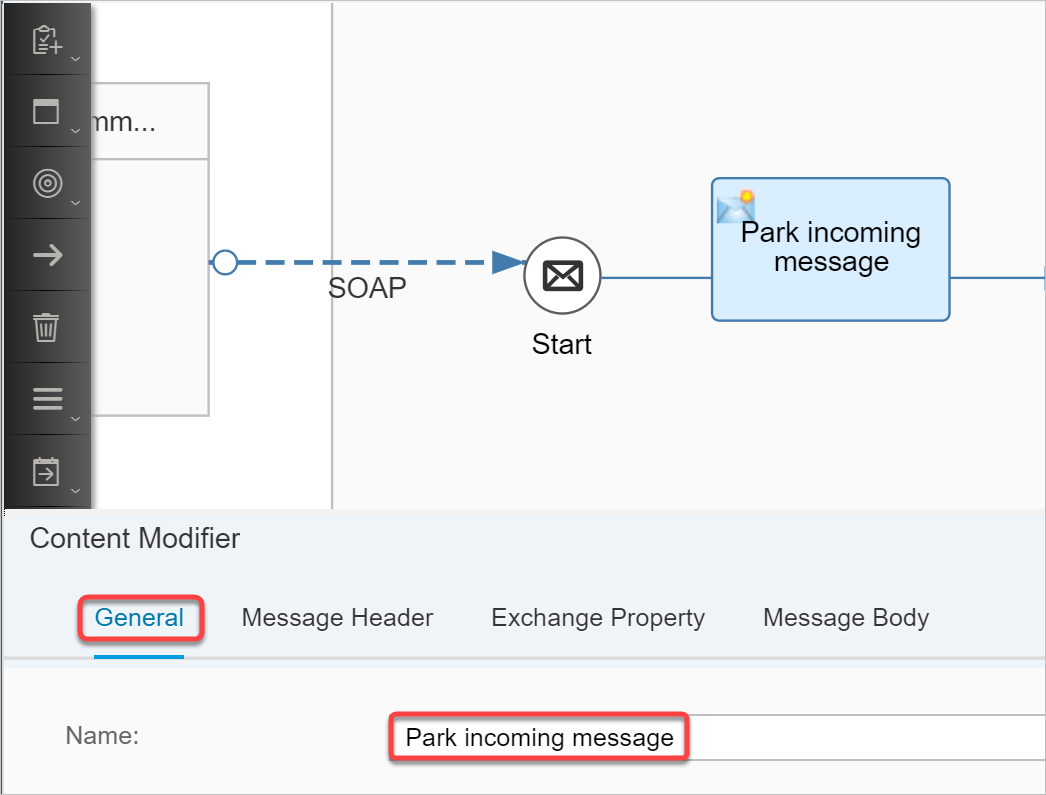 mm...
SOAP
Start
Park incoming
message
Content Modifier
General Message Header Exchange Property Message Body
Name: Park incoming message